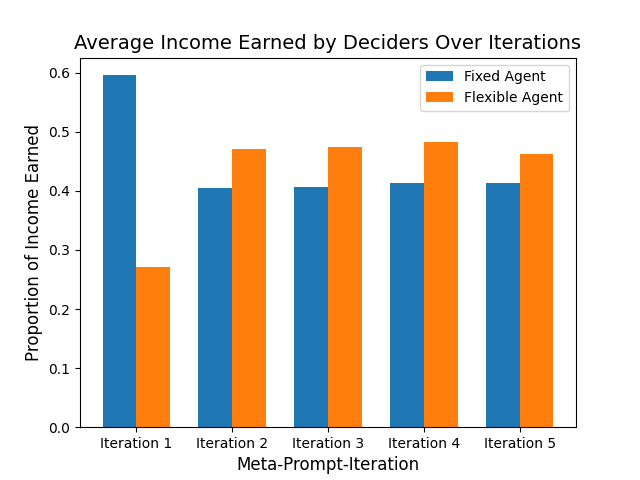 Average Income Earned by Deciders Over Iterations
Fixed Agent
Flexible Agent
Proportion of Income Earned
0.6
0.5
0.4
0.3
0.2
0.1
0.0
Iteration 1
Iteration 2
Iteration 3
Iteration 4
Iteration 5
Meta-Prompt-Iteration